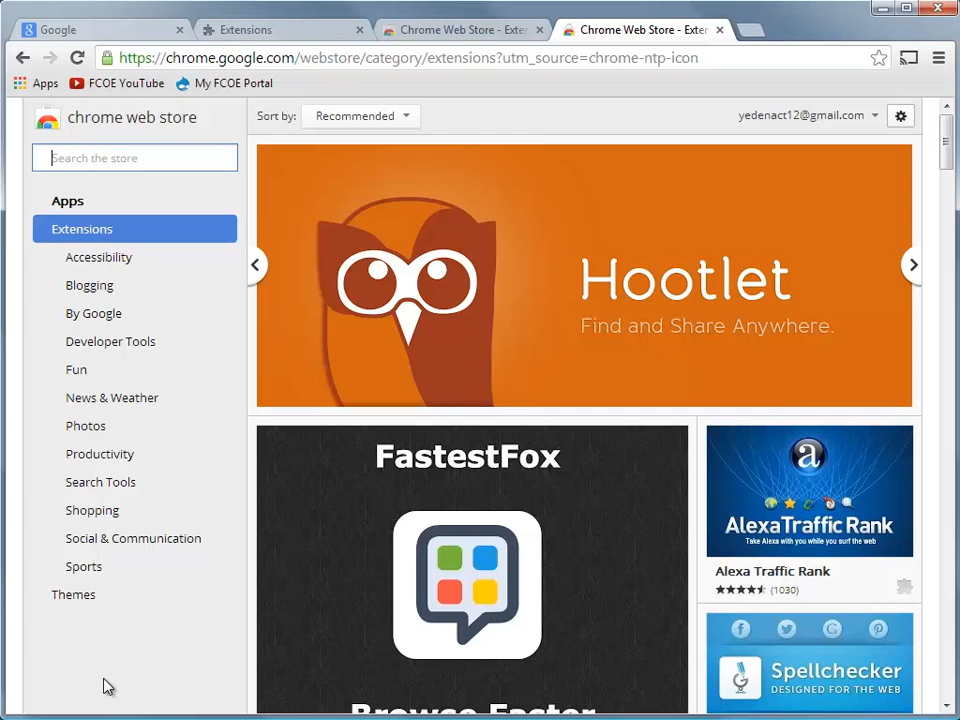 Google
Extensions
Chrome Web Store - Exter
Chrome Web Store - Exter
https://chrome.google.com/webstore/category/extensions?utm_source=chrome-ntp-icon
Apps
FCOE YouTube
My FCOE Portal
chrome web store
Sort by:
Recommended
yedenact12@gmail.com
Search the store
Apps
Extensions
Accessibility
Blogging
By Google
Developer Tools
Fun
News & Weather
Photos
Productivity
Search Tools
Shopping
Social & Communication
Sports
Themes
Hootlet
Find and Share Anywhere.
FastestFox
Browse Faster
a
AlexaTraffic Rank
Take Alexa with you while you surf the web
Alexa Traffic Rank
(1030)
Spellchecker
DESIGNED FOR THE WEB